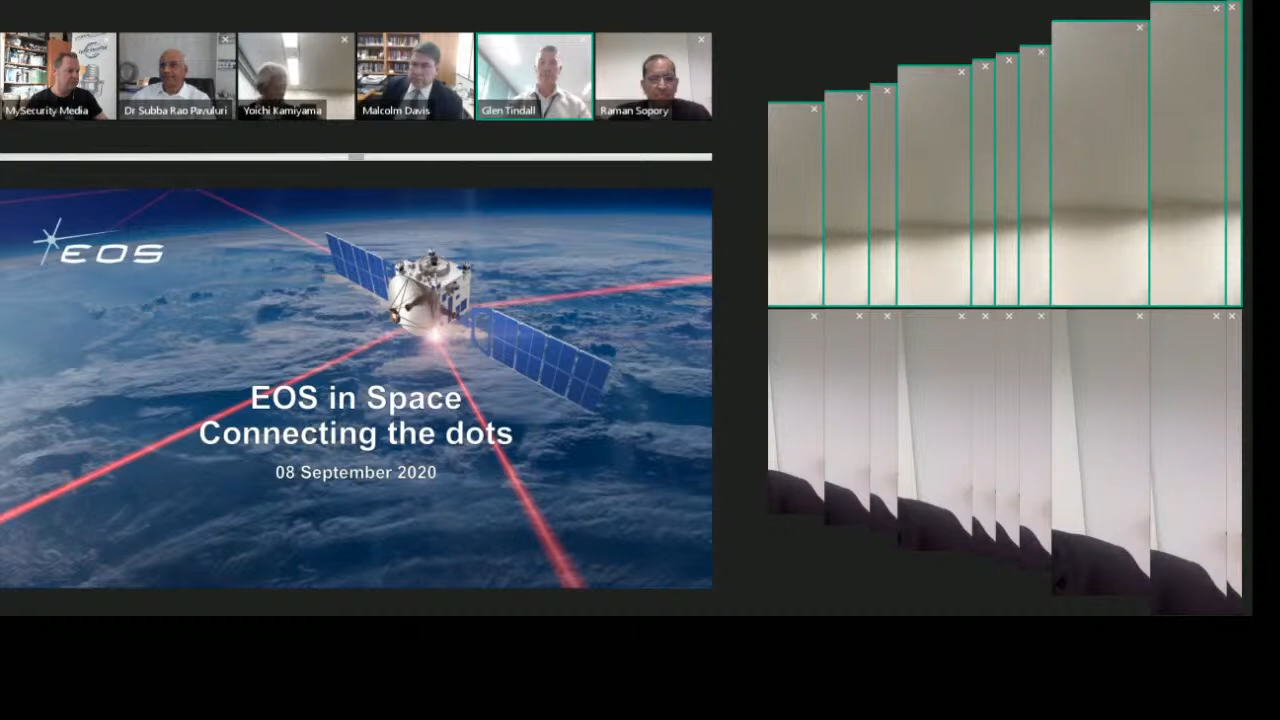 MySecurity Media
Dr Subba Rao Pavuluri
Yoichi Kamiyama
Malcolm Davis
Glen Tindall
Raman Sopory
EOS
EOS in Space
Connecting the dots
08 September 2020